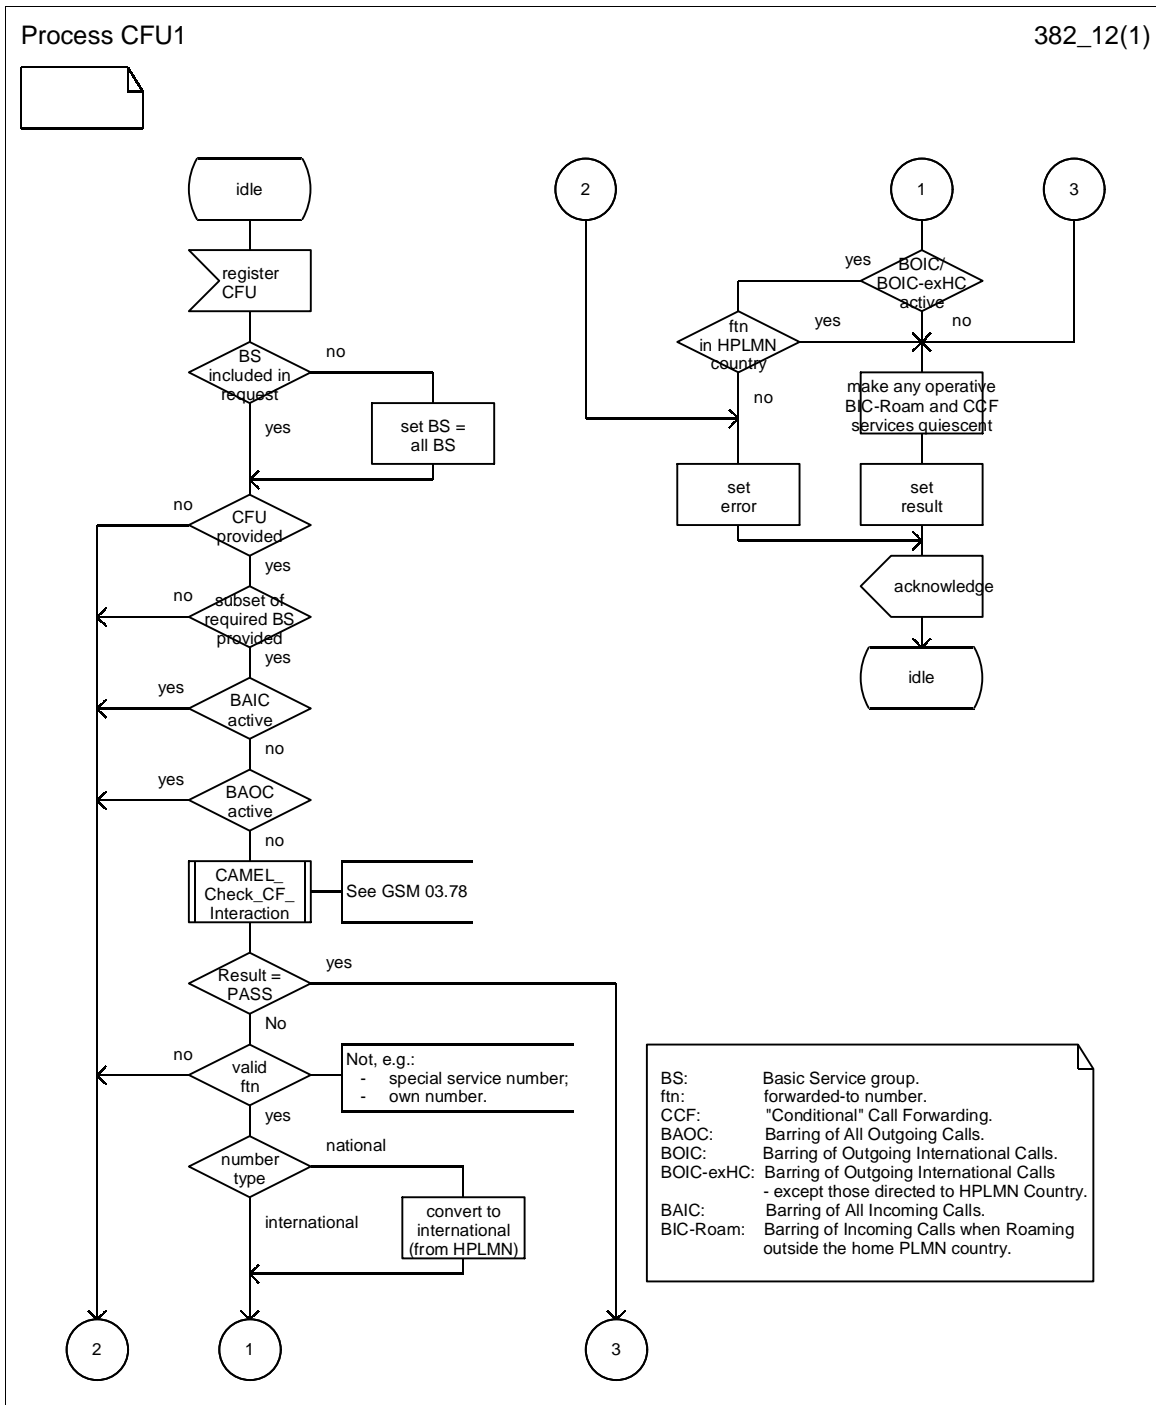 Process CFU1
382_12(1)
idle
register
CFU
BS
included in
request
no
yes
set BS =
all BS
no
CFU
provided
yes
no
subset of
required BS
provided
yes
yes
BAIC
active
no
yes
BAOC
active
no
CAMEL_
Check_CF_
Interaction
See GSM 03.78
Result =
PASS
yes
No
no
valid
ftn
Not, e.g.:
- special service number;
- own number.
yes
number
type
national
international
convert to
international
(from HPLMN)
2
1
3
2
1
3
yes
BOIC/
BOIC-exHC
active
no
ftn
in HPLMN
country
yes
no
make any operative
BIC-Roam and CCF
services quiescent
set
error
set
result
acknowledge
idle
BS: Basic Service group.
ftn: forwarded-to number.
CCF: "Conditional" Call Forwarding.
BAOC: Barring of All Outgoing Calls.
BOIC: Barring of Outgoing International Calls.
BOIC-exHC: Barring of Outgoing International Calls
- except those directed to HPLMN Country.
BAIC: Barring of All Incoming Calls.
BIC-Roam: Barring of Incoming Calls when Roaming
outside the home PLMN country.